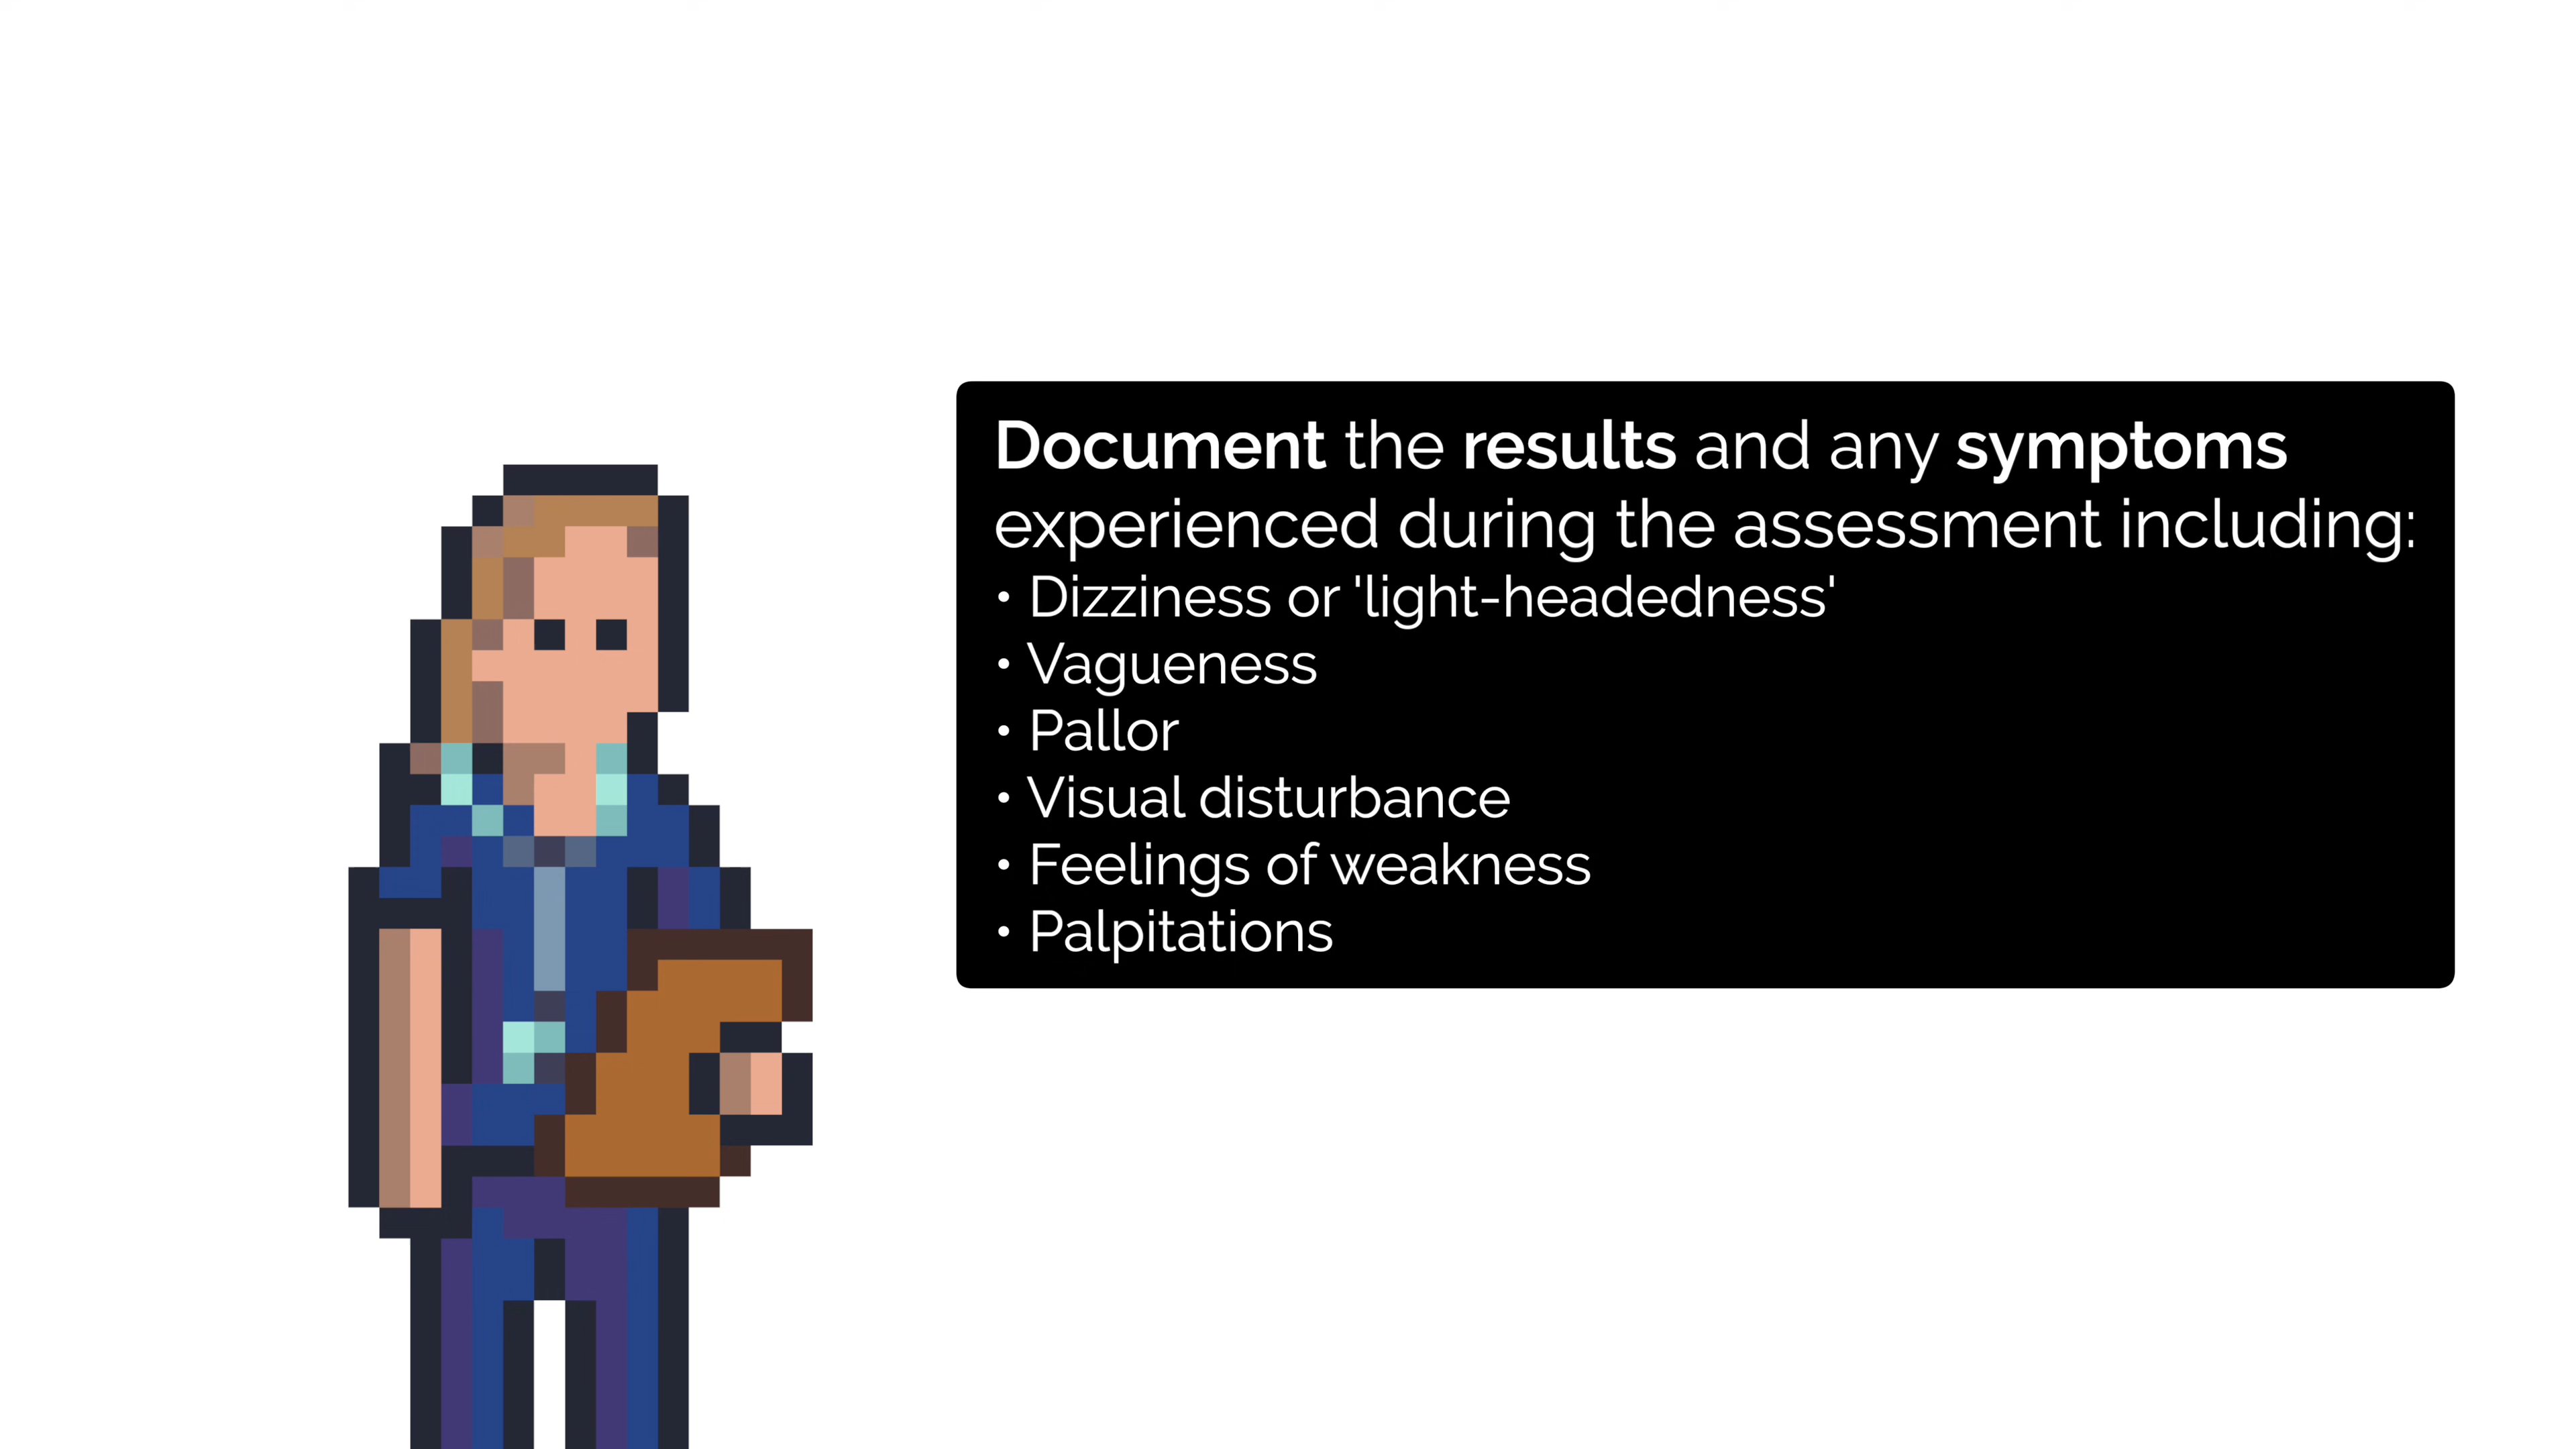 Document the results and any symptoms
experienced during the assessment including:
• Dizziness or 'light-headedness'
• Vagueness
• Pallor
• Visual disturbance
• Feelings of weakness
• Palpitations